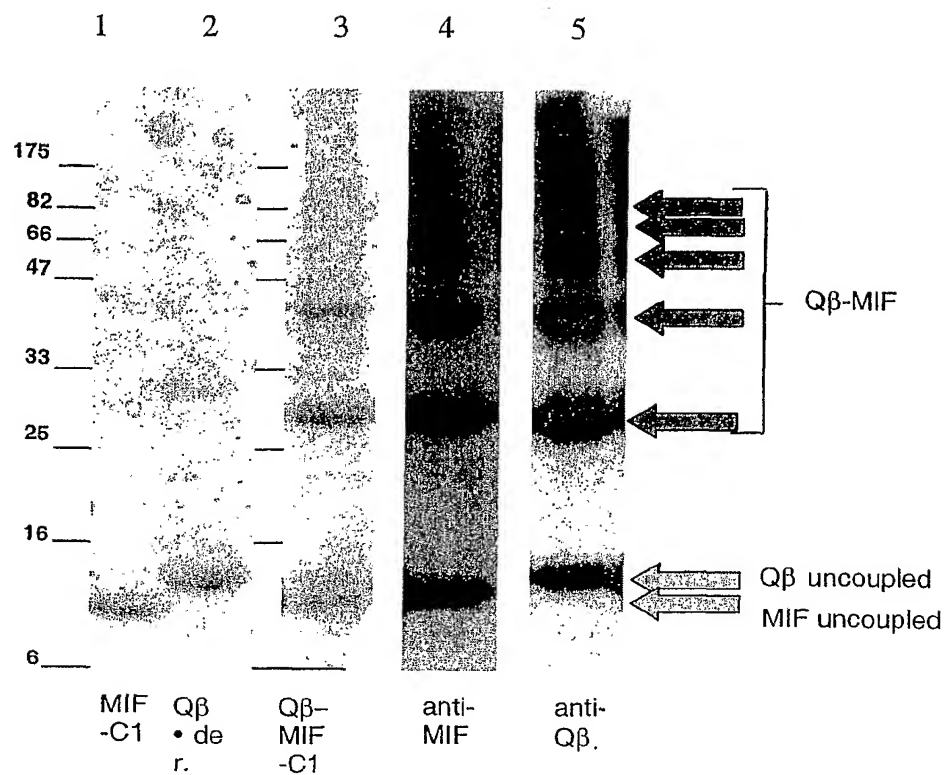 1 2 3 4 5
175
82
66
47
33
25
16
6
Qβ-MIF
Qβ uncoupled
MIF uncoupled
MIF
-C1
Qβ
• de
r.
Qβ–
MIF
-C1
anti-
MIF
anti-
Qβ.